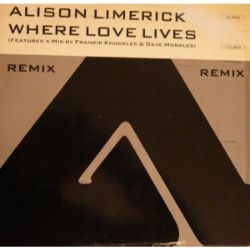 ALISON LIMERICK
WHERE LOVE LIVES
(FEATURES A MIX BY FRANKIE KNUCKLES & DAVE MORALES)
REMIX
REMIX